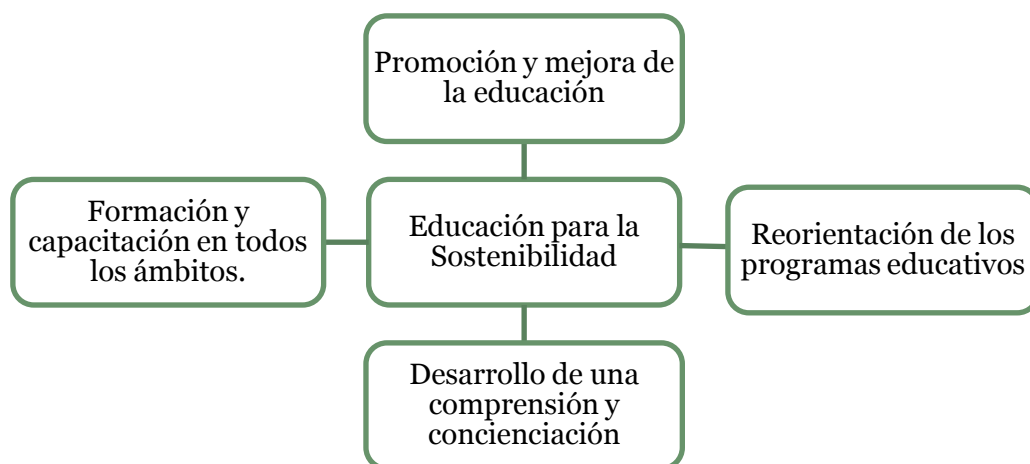 Promoción y mejora de
la educación
Formación y
capacitación en todos
los ámbitos.
Educación para la
Sostenibilidad
Reorientación de los
programas educativos
Desarrollo de una
comprensión y
concienciación